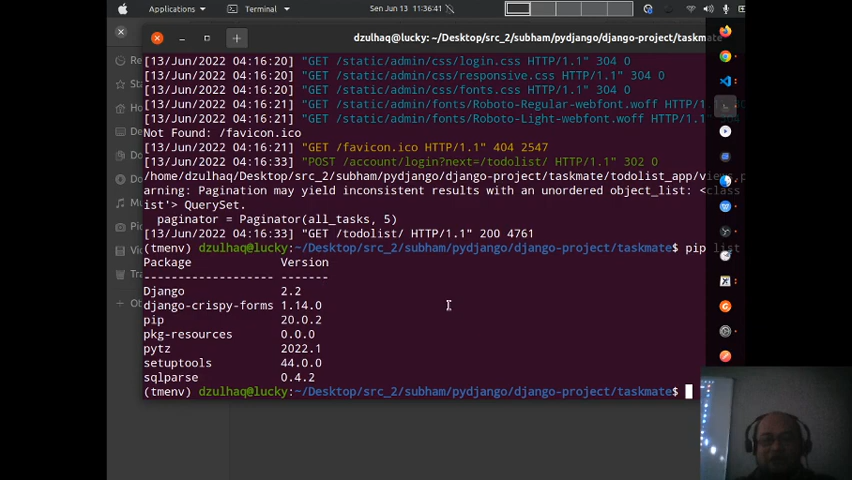 Applications
Terminal
Sun Jun 13 11:36:41
dzulhaq@lucky: ~/Desktop/src_2/subham/pydjango/django-project/taskmate
[13/Jun/2022 04:16:20] "GET /static/admin/css/login.css HTTP/1.1" 304 0
[13/Jun/2022 04:16:20] "GET /static/admin/css/responsive.css HTTP/1.1" 304 0
[13/Jun/2022 04:16:20] "GET /static/admin/css/fonts.css HTTP/1.1" 304 0
[13/Jun/2022 04:16:21] "GET /static/admin/fonts/Roboto-Regular-webfont.woff HTTP/1.
[13/Jun/2022 04:16:21] "GET /static/admin/fonts/Roboto-Light-webfont.woff HTTP/1.1"
Not Found: /favicon.ico
[13/Jun/2022 04:16:21] "GET /favicon.ico HTTP/1.1" 404 2547
[13/Jun/2022 04:16:33] "POST /account/login?next=/todolist/ HTTP/1.1" 302 0
/home/dzulhaq/Desktop/src_2/subham/pydjango/django-project/taskmate/todolist_app/views.p
arning: Pagination may yield inconsistent results with an unordered object_list: <class
ist'> QuerySet.
paginator = Paginator(all_tasks, 5)
[13/Jun/2022 04:16:33] "GET /todolist/ HTTP/1.1" 200 4761
(tmenv) dzulhaq@lucky:~/Desktop/src_2/subham/pydjango/django-project/taskmate$ pip list
Package Version
------------------- -------
Django 2.2
django-crispy-forms 1.14.0
pip 20.0.2
pkg-resources 0.0.0
pytz 2022.1
setuptools 44.0.0
sqlparse 0.4.2
(tmenv) dzulhaq@lucky:~/Desktop/src_2/subham/pydjango/django-project/taskmate$